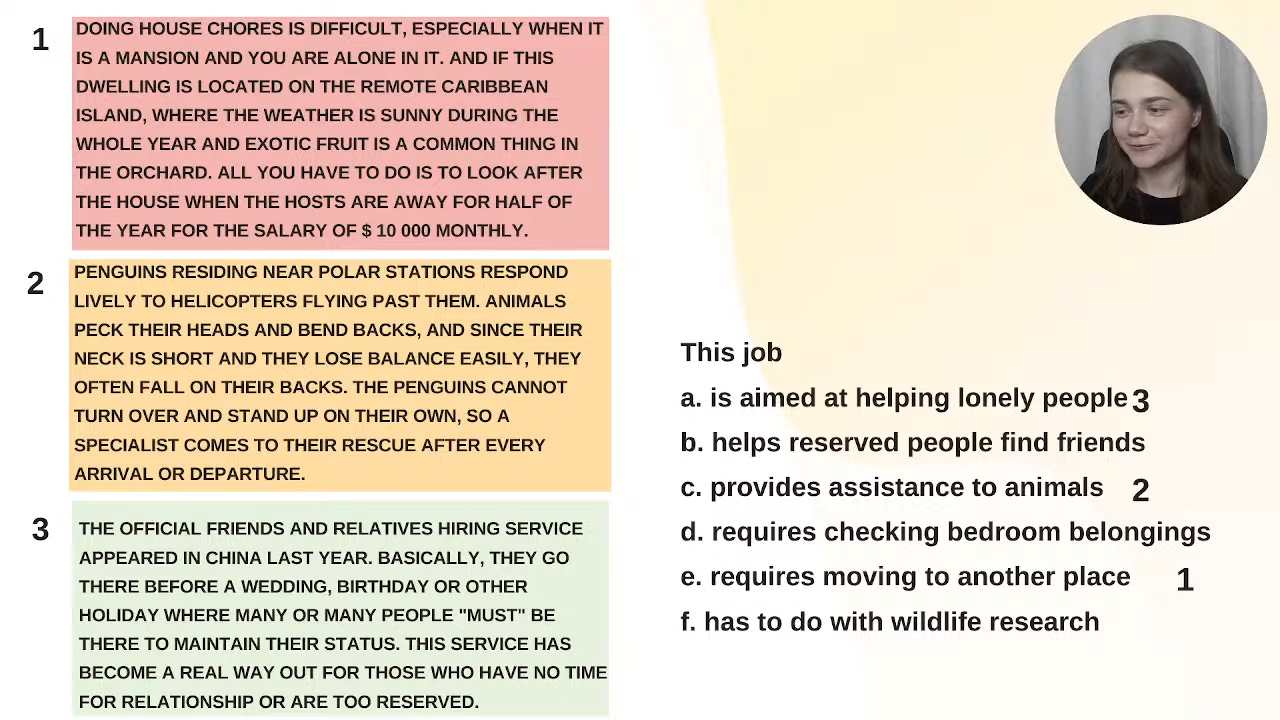 1
DOING HOUSE CHORES IS DIFFICULT, ESPECIALLY WHEN IT
IS A MANSION AND YOU ARE ALONE IN IT. AND IF THIS
DWELLING IS LOCATED ON THE REMOTE CARIBBEAN
ISLAND, WHERE THE WEATHER IS SUNNY DURING THE
WHOLE YEAR AND EXOTIC FRUIT IS A COMMON THING IN
THE ORCHARD. ALL YOU HAVE TO DO IS TO LOOK AFTER
THE HOUSE WHEN THE HOSTS ARE AWAY FOR HALF OF
THE YEAR FOR THE SALARY OF $ 10 000 MONTHLY.
2
PENGUINS RESIDING NEAR POLAR STATIONS RESPOND
LIVELY TO HELICOPTERS FLYING PAST THEM. ANIMALS
PECK THEIR HEADS AND BEND BACKS, AND SINCE THEIR
NECK IS SHORT AND THEY LOSE BALANCE EASILY, THEY
OFTEN FALL ON THEIR BACKS. THE PENGUINS CANNOT
TURN OVER AND STAND UP ON THEIR OWN, SO A
SPECIALIST COMES TO THEIR RESCUE AFTER EVERY
ARRIVAL OR DEPARTURE.
3
THE OFFICIAL FRIENDS AND RELATIVES HIRING SERVICE
APPEARED IN CHINA LAST YEAR. BASICALLY, THEY GO
THERE BEFORE A WEDDING, BIRTHDAY OR OTHER
HOLIDAY WHERE MANY OR MANY PEOPLE "MUST" BE
THERE TO MAINTAIN THEIR STATUS. THIS SERVICE HAS
BECOME A REAL WAY OUT FOR THOSE WHO HAVE NO TIME
FOR RELATIONSHIP OR ARE TOO RESERVED.
This job
a. is aimed at helping lonely people 3
b. helps reserved people find friends
c. provides assistance to animals 2
d. requires checking bedroom belongings
e. requires moving to another place 1
f. has to do with wildlife research